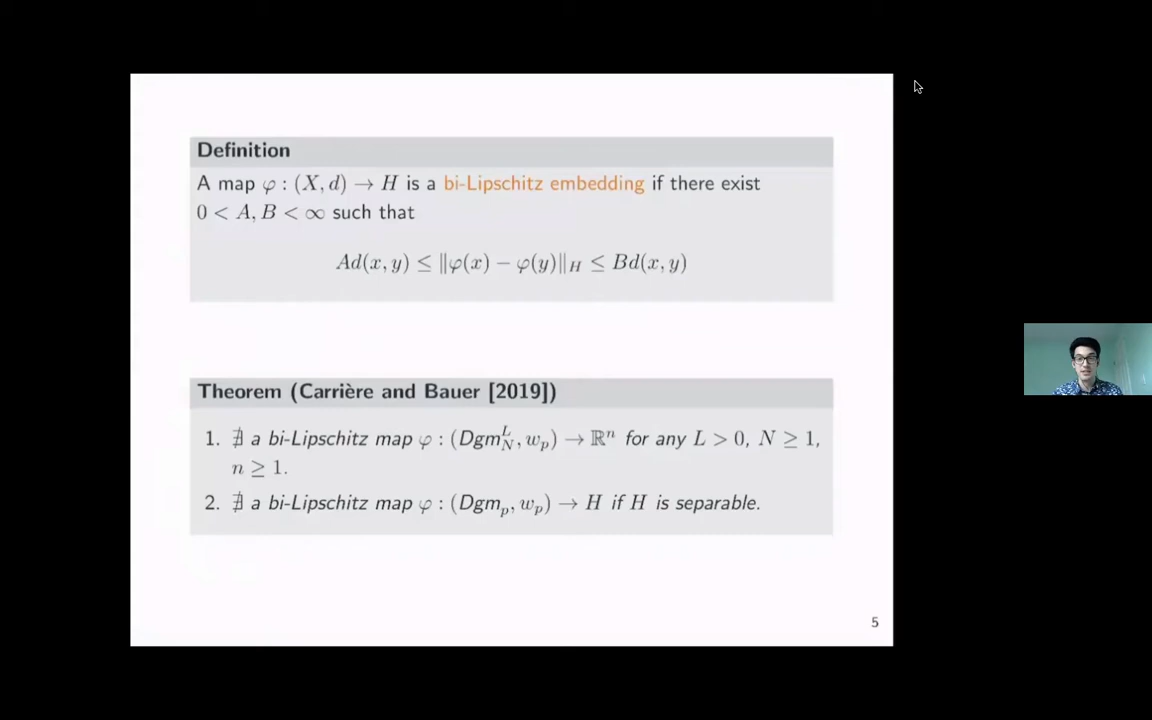 Definition
A map φ : (X, d) → H is a bi-Lipschitz embedding if there exist
0 < A, B < ∞ such that
Ad(x, y) ≤ ‖φ(x) − φ(y)‖_H ≤ Bd(x, y)
Theorem (Carrière and Bauer [2019])
1. ∄ a bi-Lipschitz map φ : (Dgm_N^L, w_p) → ℝⁿ for any L > 0, N ≥ 1,
n ≥ 1.
2. ∄ a bi-Lipschitz map φ : (Dgm_p, w_p) → H if H is separable.
5